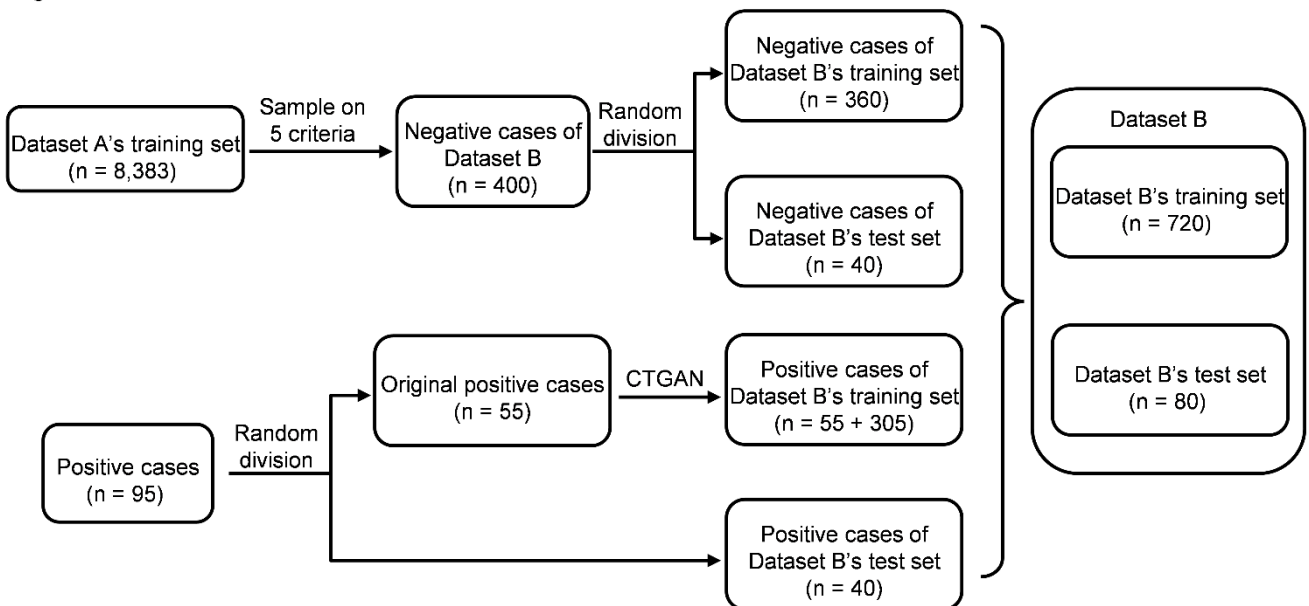 Dataset A's training set
(n = 8,383)
Sample on
5 criteria
Negative cases of
Dataset B
(n = 400)
Random
division
Negative cases of
Dataset B's training set
(n = 360)
Negative cases of
Dataset B's test set
(n = 40)
Positive cases
(n = 95)
Random
division
Original positive cases
(n = 55)
CTGAN
Positive cases of
Dataset B's training set
(n = 55 + 305)
Positive cases of
Dataset B's test set
(n = 40)
Dataset B
Dataset B's training set
(n = 720)
Dataset B's test set
(n = 80)